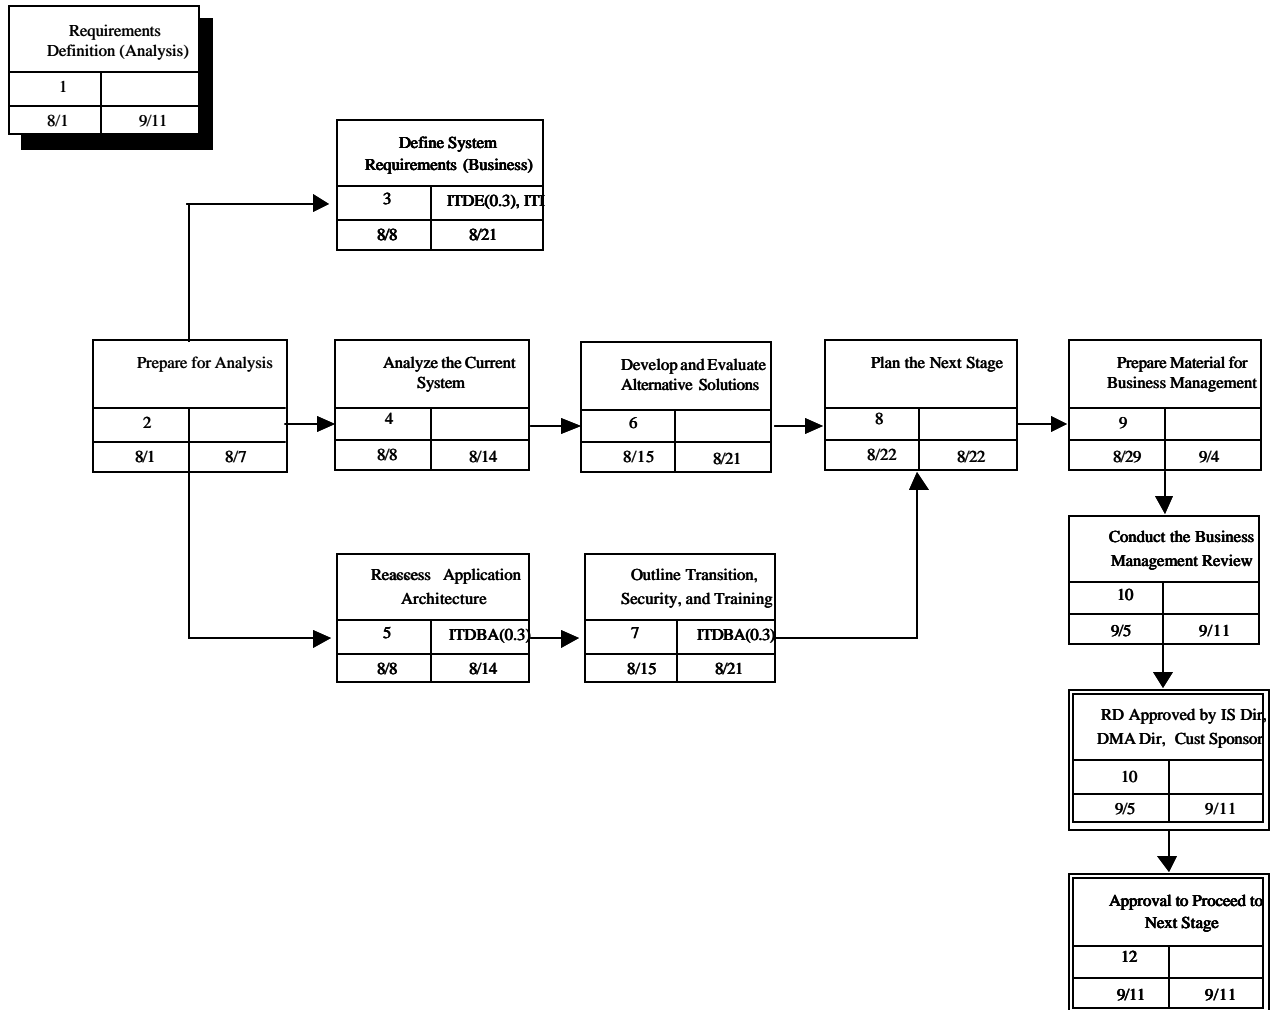 Requirements
Definition (Analysis)
1
8/1 9/11
Define System
Requirements (Business)
3 ITDE(0.3), ITI
8/8 8/21
Prepare for Analysis
2
8/1 8/7
Analyze the Current
System
4
8/8 8/14
Develop and Evaluate
Alternative Solutions
6
8/15 8/21
Plan the Next Stage
8
8/22 8/22
Prepare Material for
Business Management
9
8/29 9/4
Conduct the Business
Management Review
10
9/5 9/11
Reassess Application
Architecture
5 ITDBA(0.3)
8/8 8/14
Outline Transition,
Security, and Training
7 ITDBA(0.3)
8/15 8/21
RD Approved by IS Dir,
DMA Dir, Cust Sponsor
10
9/5 9/11
Approval to Proceed to
Next Stage
12
9/11 9/11